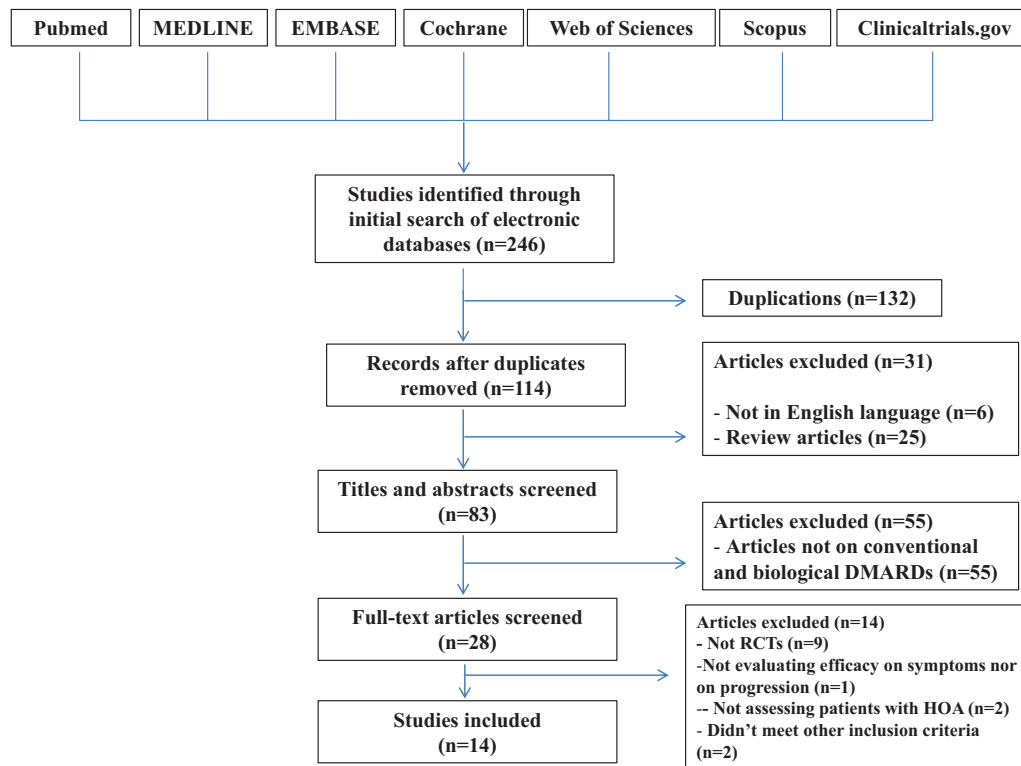 Pubmed
MEDLINE
EMBASE
Cochrane
Web of Sciences
Scopus
Clinicaltrials.gov
Studies identified through
initial search of electronic
databases (n=246)
Duplications (n=132)
Records after duplicates
removed (n=114)
Articles excluded (n=31)
- Not in English language (n=6)
- Review articles (n=25)
Titles and abstracts screened
(n=83)
Articles excluded (n=55)
- Articles not on conventional
and biological DMARDs (n=55)
Full-text articles screened
(n=28)
Articles excluded (n=14)
- Not RCTs (n=9)
-Not evaluating efficacy on symptoms nor
on progression (n=1)
-- Not assessing patients with HOA (n=2)
- Didn’t meet other inclusion criteria
(n=2)
Studies included
(n=14)